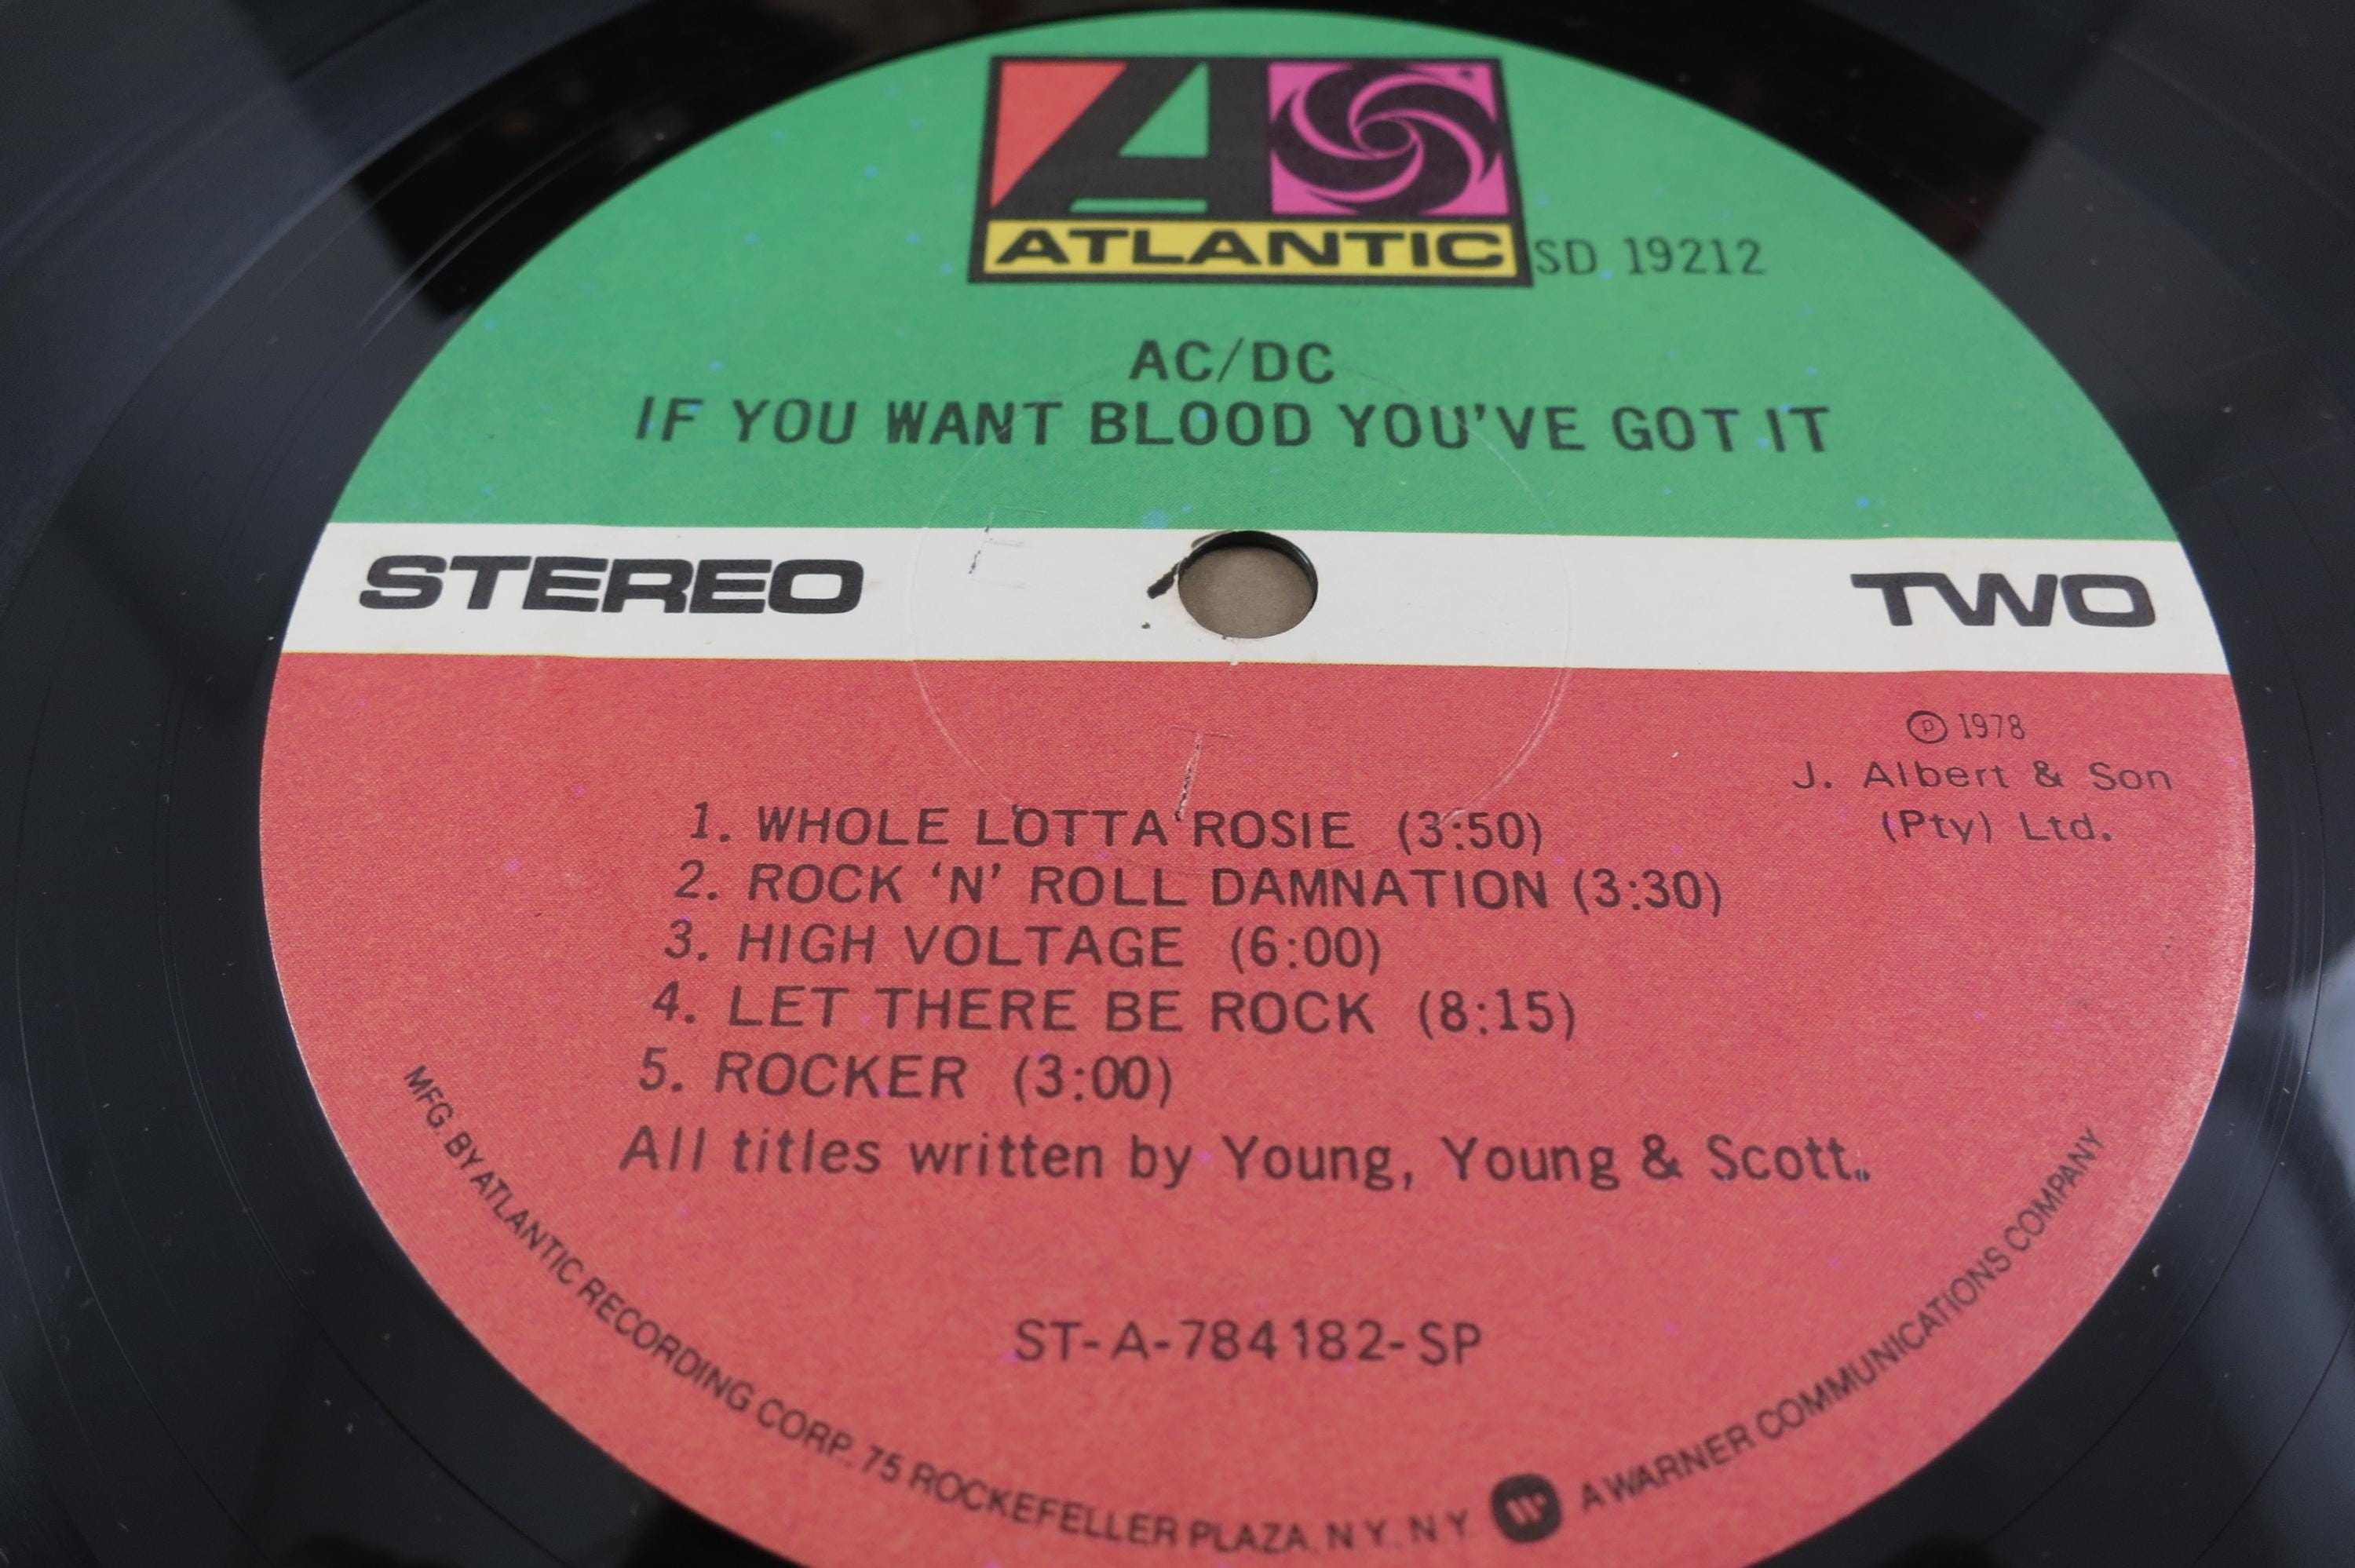 ATLANTIC
SD 19212
AC/DC
IF YOU WANT BLOOD YOU'VE GOT IT
STEREO
TWO
℗ 1978
J. Albert & Son
(Pty) Ltd.
1. WHOLE LOTTA ROSIE (3:50)
2. ROCK 'N' ROLL DAMNATION (3:30)
3. HIGH VOLTAGE (6:00)
4. LET THERE BE ROCK (8:15)
5. ROCKER (3:00)
All titles written by Young, Young & Scott.
ST-A-784182-SP
MFG. BY ATLANTIC RECORDING CORP. 75 ROCKEFELLER PLAZA. N.Y. N.Y. A WARNER COMMUNICATIONS COMPANY